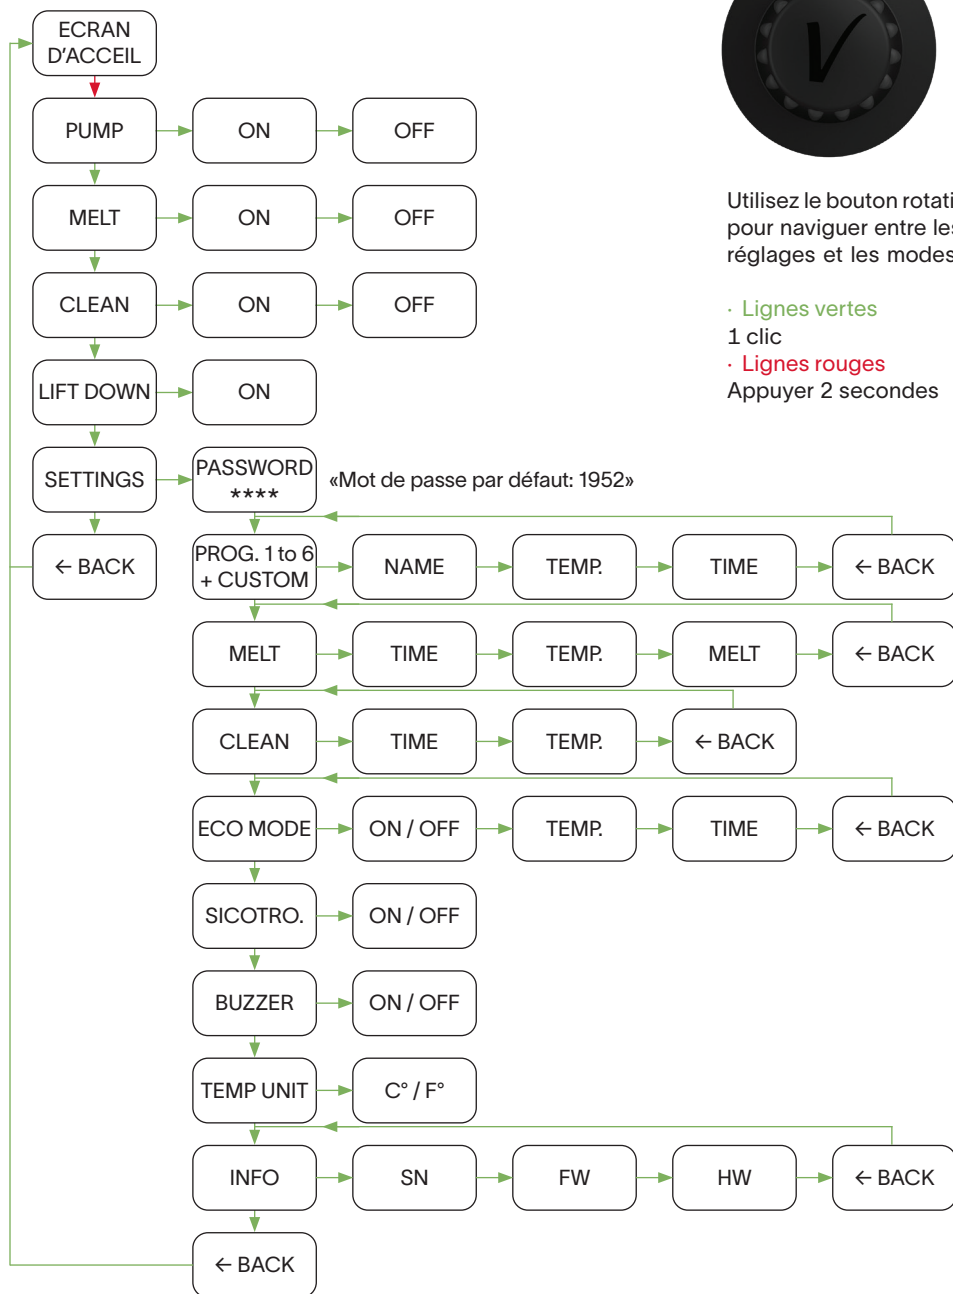 ECRAN
D'ACCEIL
PUMP
ON
OFF
MELT
ON
OFF
CLEAN
ON
OFF
LIFT DOWN
ON
SETTINGS
PASSWORD
****
«Mot de passe par défaut: 1952»
← BACK
PROG. 1 to 6
+ CUSTOM
NAME
TEMP.
TIME
← BACK
MELT
TIME
TEMP.
MELT
← BACK
CLEAN
TIME
TEMP.
← BACK
ECO MODE
ON / OFF
TEMP.
TIME
← BACK
SICOTRO.
ON / OFF
BUZZER
ON / OFF
TEMP UNIT
C° / F°
INFO
SN
FW
HW
← BACK
← BACK
V
Utilisez le bouton rotati
pour naviguer entre les
réglages et les modes
· Lignes vertes
1 clic
· Lignes rouges
Appuyer 2 secondes